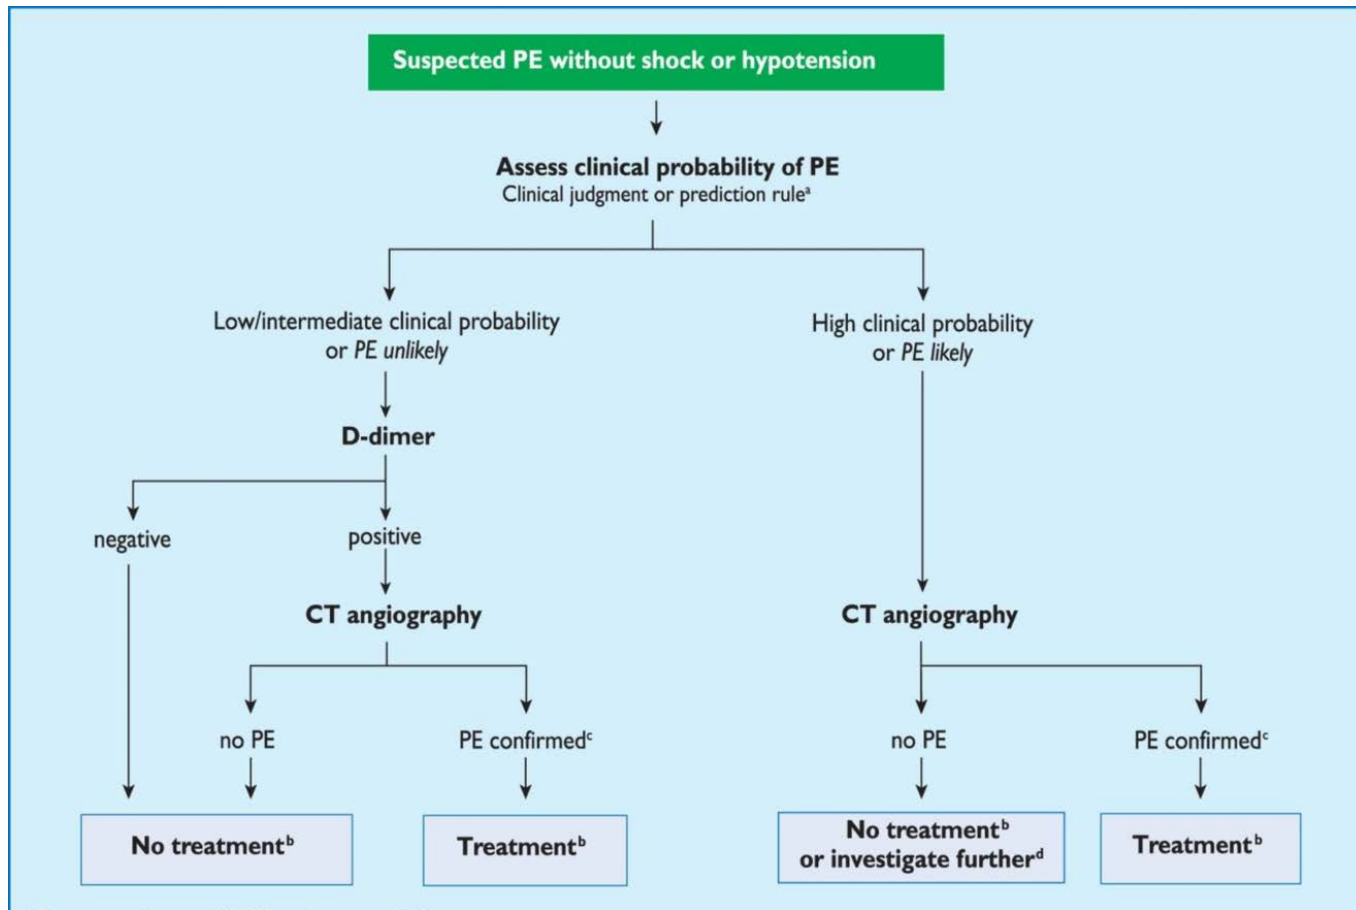 Suspected PE without shock or hypotension
Assess clinical probability of PE
Clinical judgment or prediction ruleᵃ
Low/intermediate clinical probability
or PE unlikely
High clinical probability
or PE likely
D-dimer
negative
positive
CT angiography
CT angiography
no PE
PE confirmedᶜ
no PE
PE confirmedᶜ
No treatmentᵇ
Treatmentᵇ
No treatmentᵇ
or investigate furtherᵈ
Treatmentᵇ